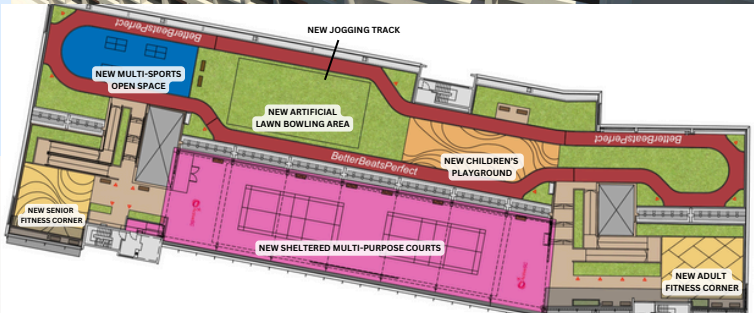 BetterBeatsPerfect
NEW JOGGING TRACK
NEW MULTI-SPORTS
OPEN SPACE
NEW ARTIFICIAL
LAWN BOWLING AREA
BetterBeatsPerfect
BetterBeatsPerfect
NEW CHILDREN'S
PLAYGROUND
NEW SENIOR
FITNESS CORNER
NEW SHELTERED MULTI-PURPOSE COURTS
NEW ADULT
FITNESS CORNER